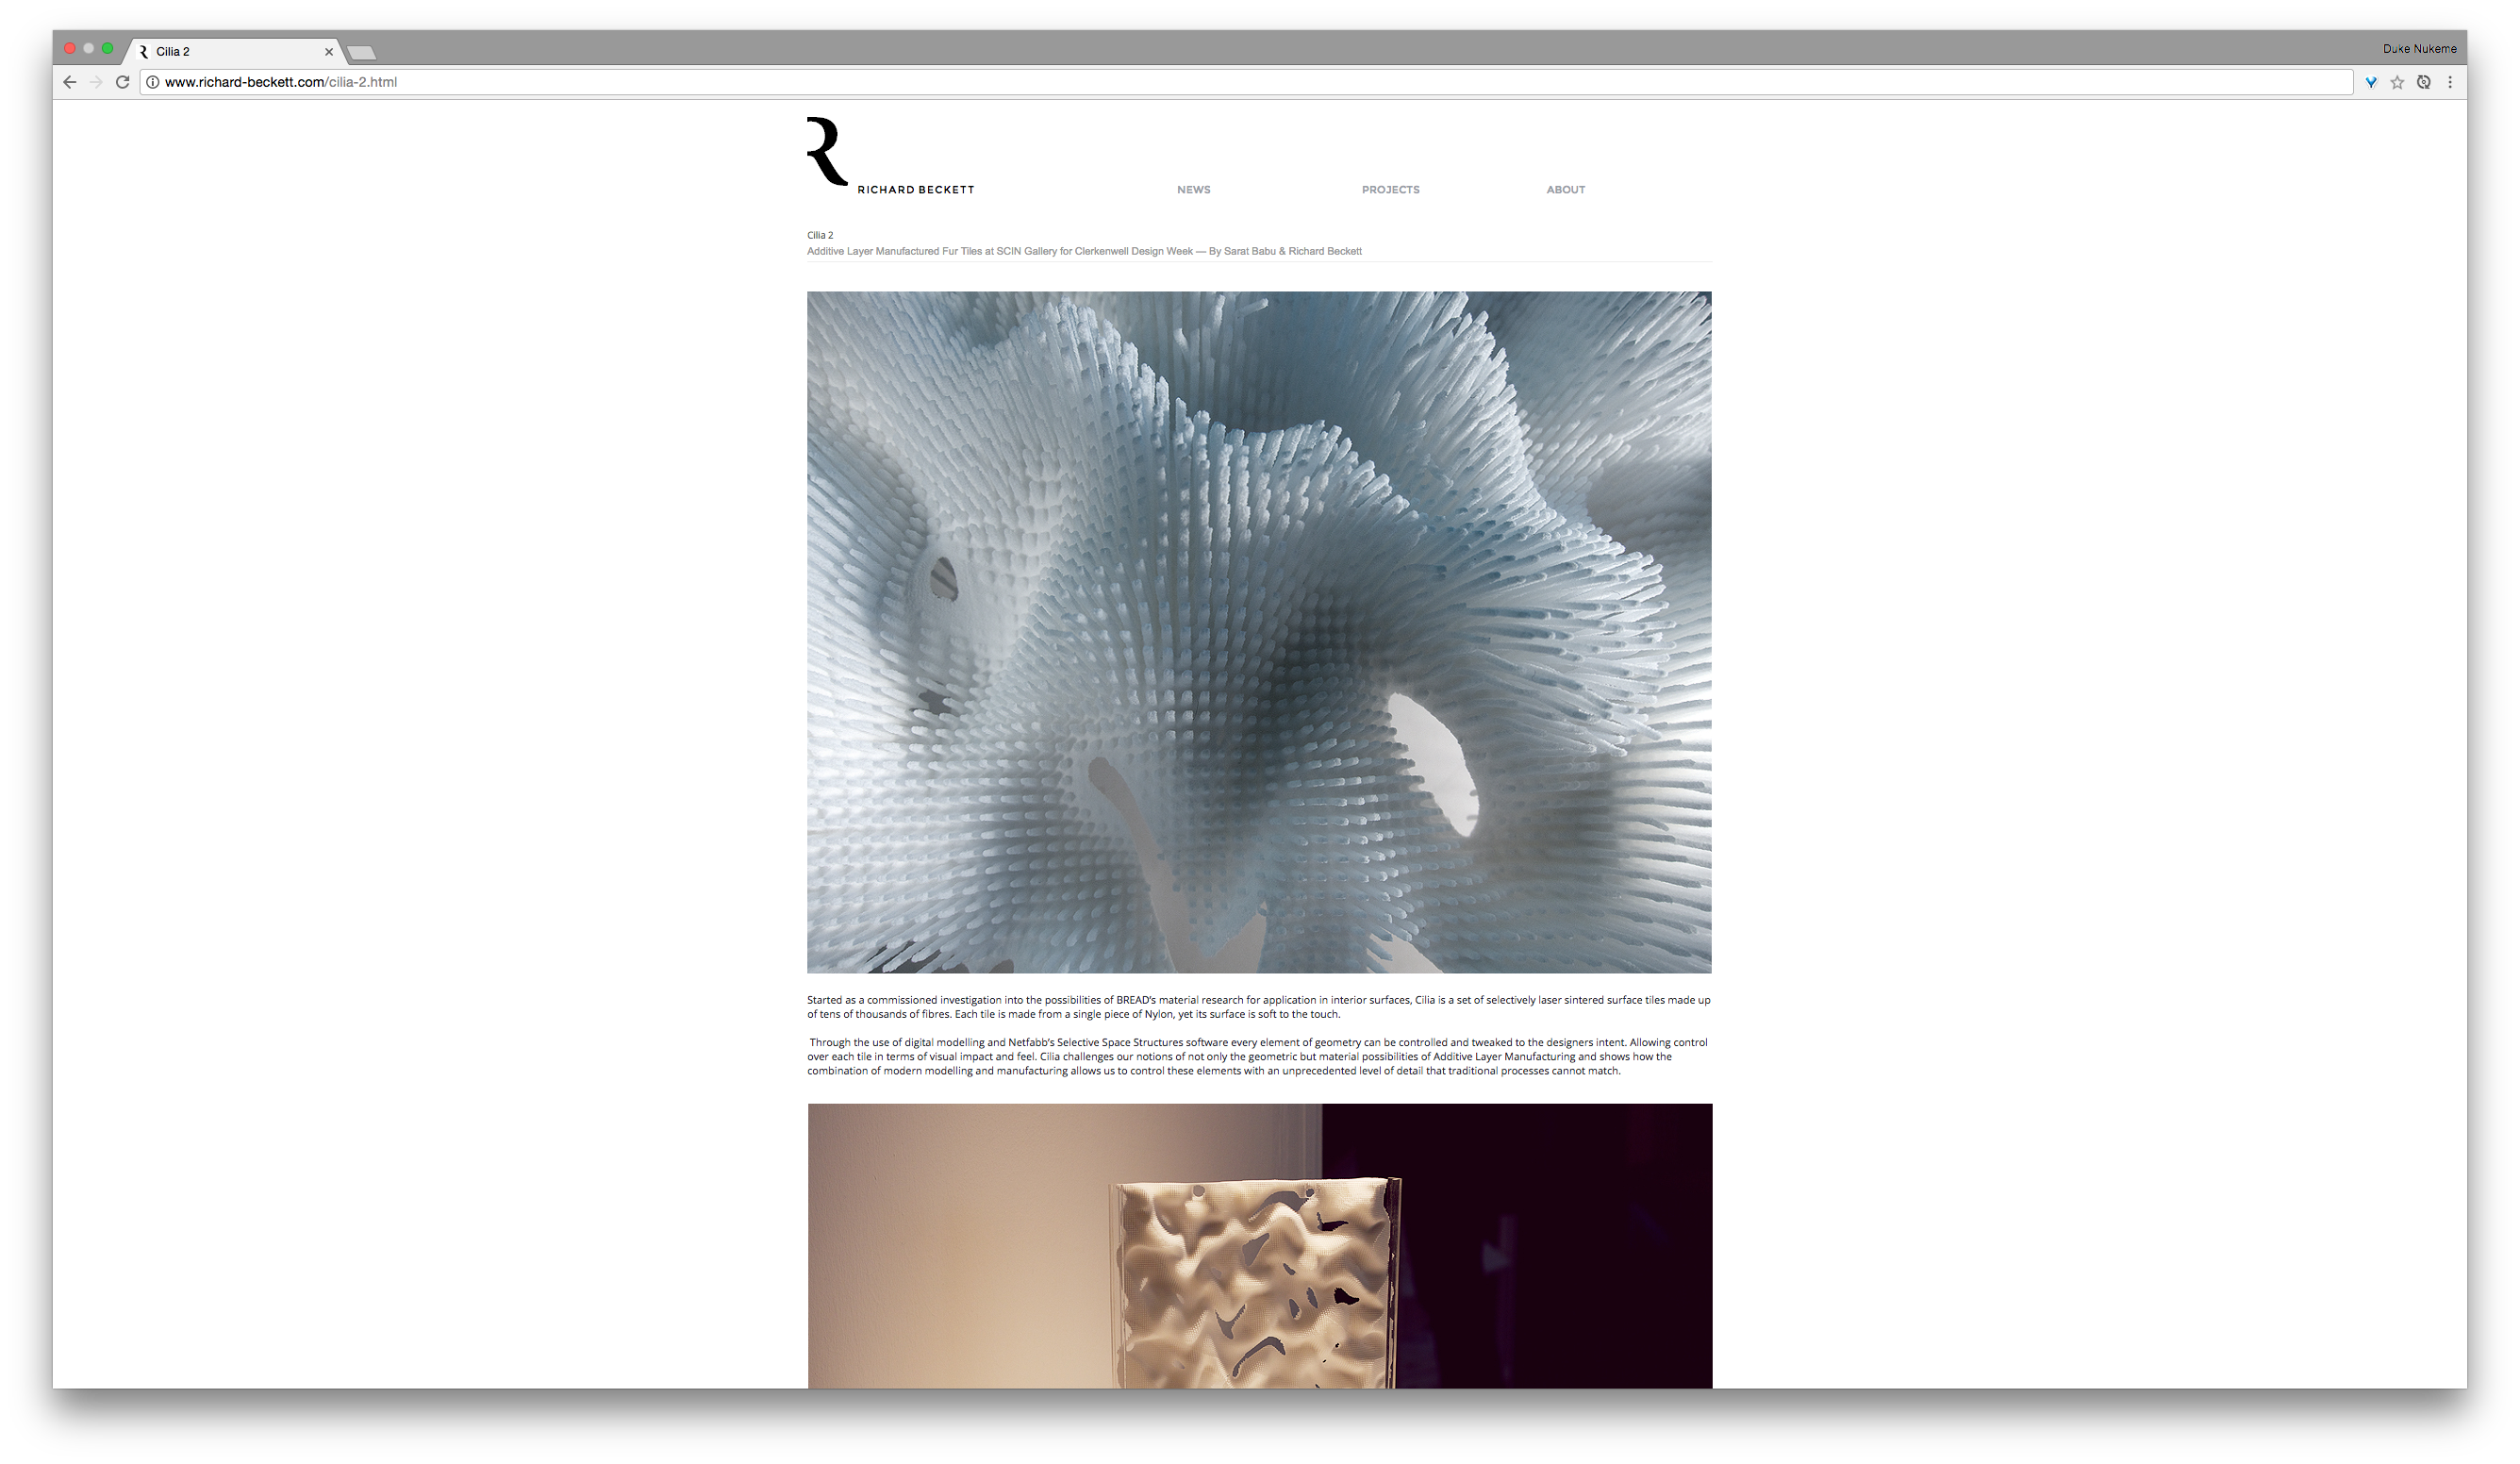 Cilia 2
Duke Nukeme
www.richard-beckett.com/cilia-2.html
R
RICHARD BECKETT
NEWS
PROJECTS
ABOUT
Cilia 2
Additive Layer Manufactured Fur Tiles at SCIN Gallery for Clerkenwell Design Week — By Sarat Babu & Richard Beckett
Started as a commissioned investigation into the possibilities of BREAD's material research for application in interior surfaces, Cilia is a set of selectively laser sintered surface tiles made up
of tens of thousands of fibres. Each tile is made from a single piece of Nylon, yet its surface is soft to the touch.
Through the use of digital modelling and Netfabb's Selective Space Structures software every element of geometry can be controlled and tweaked to the designers intent. Allowing control
over each tile in terms of visual impact and feel. Cilia challenges our notions of not only the geometric but material possibilities of Additive Layer Manufacturing and shows how the
combination of modern modelling and manufacturing allows us to control these elements with an unprecedented level of detail that traditional processes cannot match.